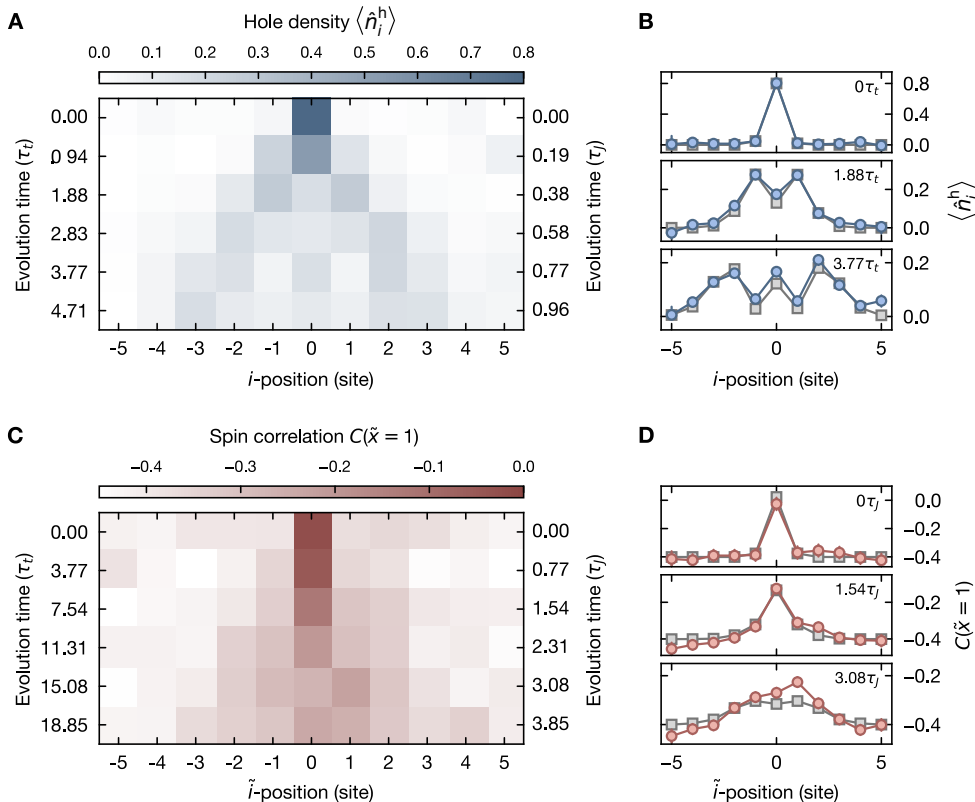 A
Hole density ⟨n̂ᵢʰ⟩
0.0 0.1 0.2 0.3 0.4 0.5 0.6 0.7 0.8
Evolution time (τₜ)
0.00
0.94
1.88
2.83
3.77
4.71
0.00
0.19
0.38
0.58
0.77
0.96
Evolution time (τJ)
-5 -4 -3 -2 -1 0 1 2 3 4 5
i-position (site)
B
0τₜ
0.8
0.4
0.0
1.88τₜ
0.2
0.0
3.77τₜ
0.2
0.0
⟨n̂ᵢʰ⟩
−5 0 5
i-position (site)
C
Spin correlation C(x̃ = 1)
−0.4 −0.3 −0.2 −0.1 0.0
Evolution time (τₜ)
0.00
3.77
7.54
11.31
15.08
18.85
0.00
0.77
1.54
2.31
3.08
3.85
Evolution time (τJ)
-5 -4 -3 -2 -1 0 1 2 3 4 5
ĩ-position (site)
D
0τJ
0.0
−0.2
−0.4
1.54τJ
−0.2
−0.4
3.08τJ
−0.2
−0.4
C(x̃ = 1)
−5 0 5
ĩ-position (site)